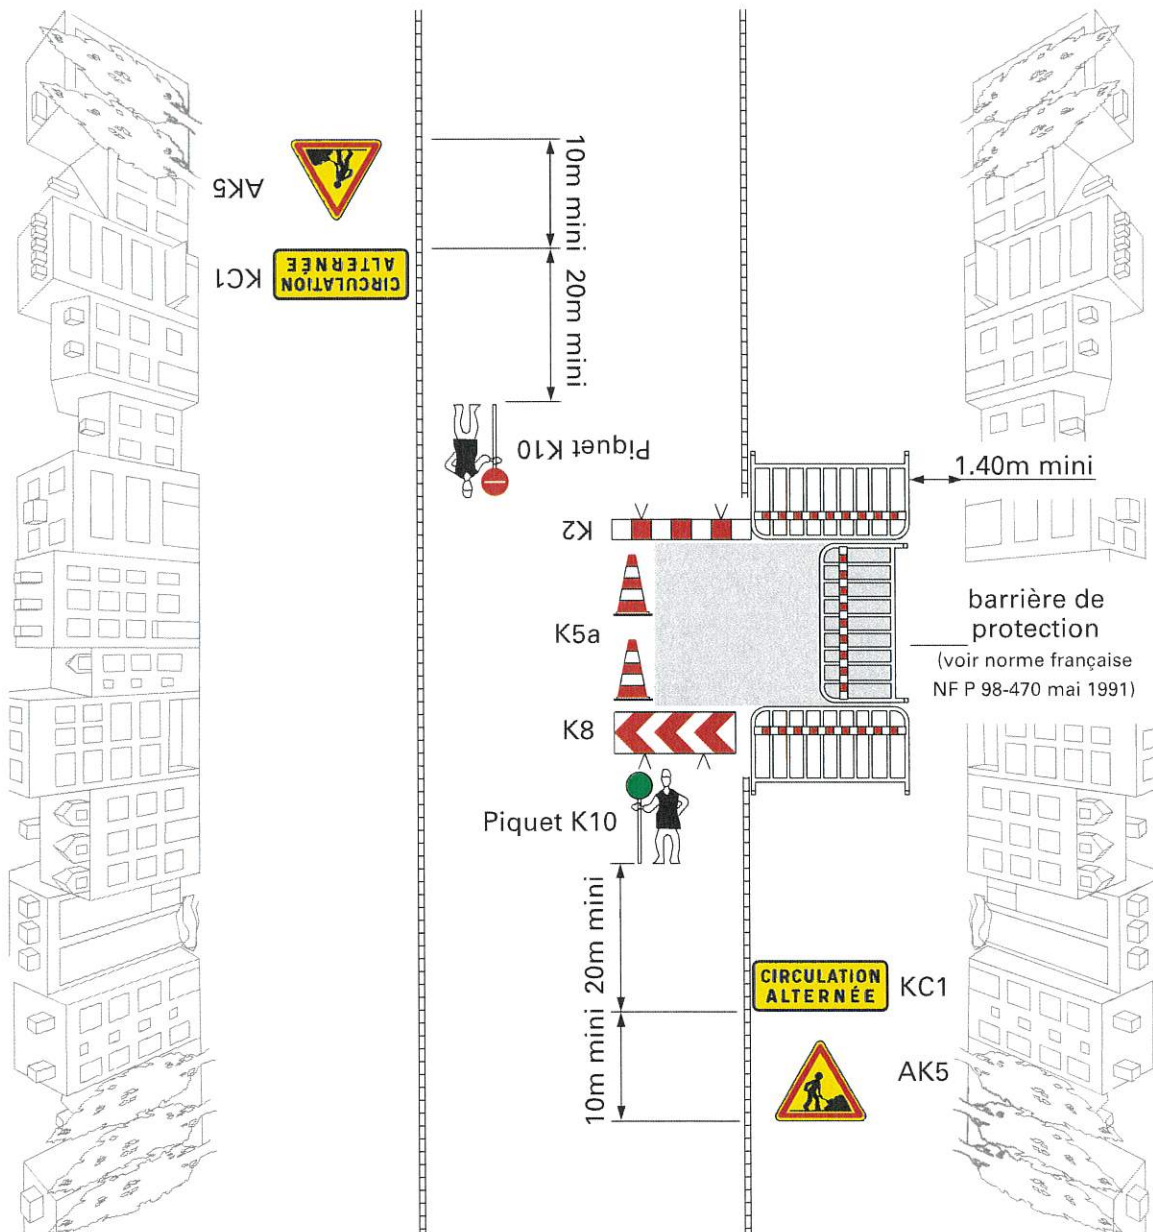 AK5
10m mini
KC1
CIRCULATION
ALTERNÉE
20m mini
Piquet K10
1.40m mini
K2
barrière de
protection
(voir norme française
NF P 98-470 mai 1991)
K5a
K8
Piquet K10
20m mini
CIRCULATION
ALTERNÉE
KC1
10m mini
AK5